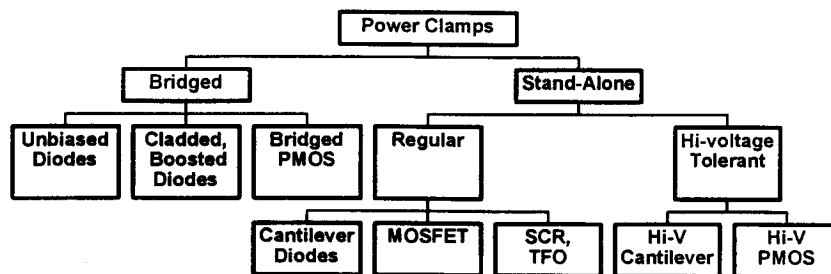 Power Clamps
Bridged
Stand-Alone
Unbiased
Diodes
Cladded,
Boosted
Diodes
Bridged
PMOS
Regular
Hi-voltage
Tolerant
Cantilever
Diodes
MOSFET
SCR,
TFO
Hi-V
Cantilever
Hi-V
PMOS